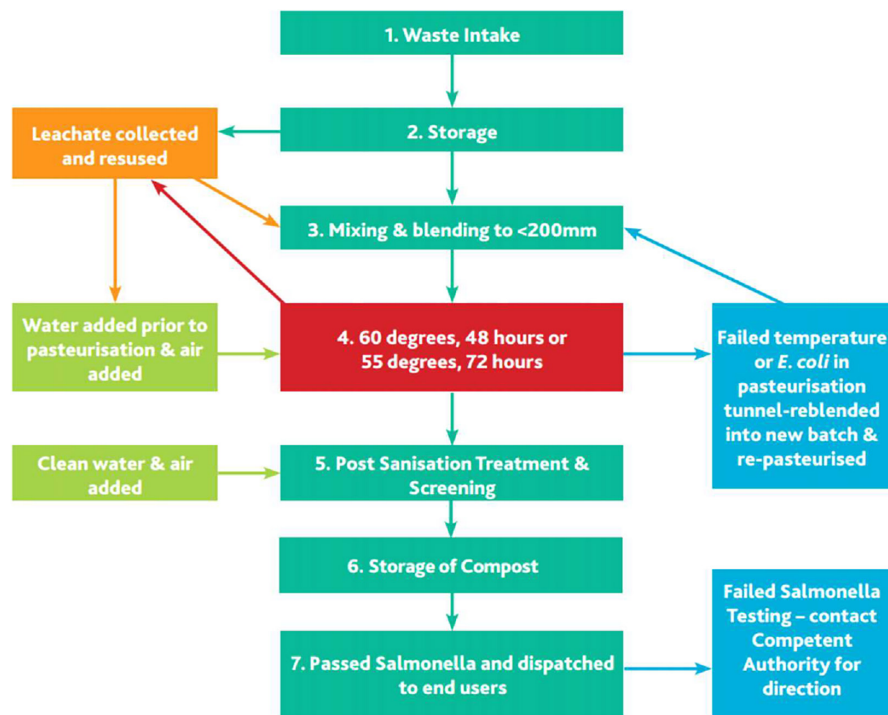 1. Waste Intake
Leachate collected
and resused
2. Storage
3. Mixing & blending to <200mm
Water added prior to
pasteurisation & air
added
4. 60 degrees, 48 hours or
55 degrees, 72 hours
Failed temperature
or E. coli in
pasteurisation
tunnel-reblended
into new batch &
re-pasteurised
Clean water & air
added
5. Post Sanisation Treatment &
Screening
6. Storage of Compost
7. Passed Salmonella and dispatched
to end users
Failed Salmonella
Testing – contact
Competent
Authority for
direction